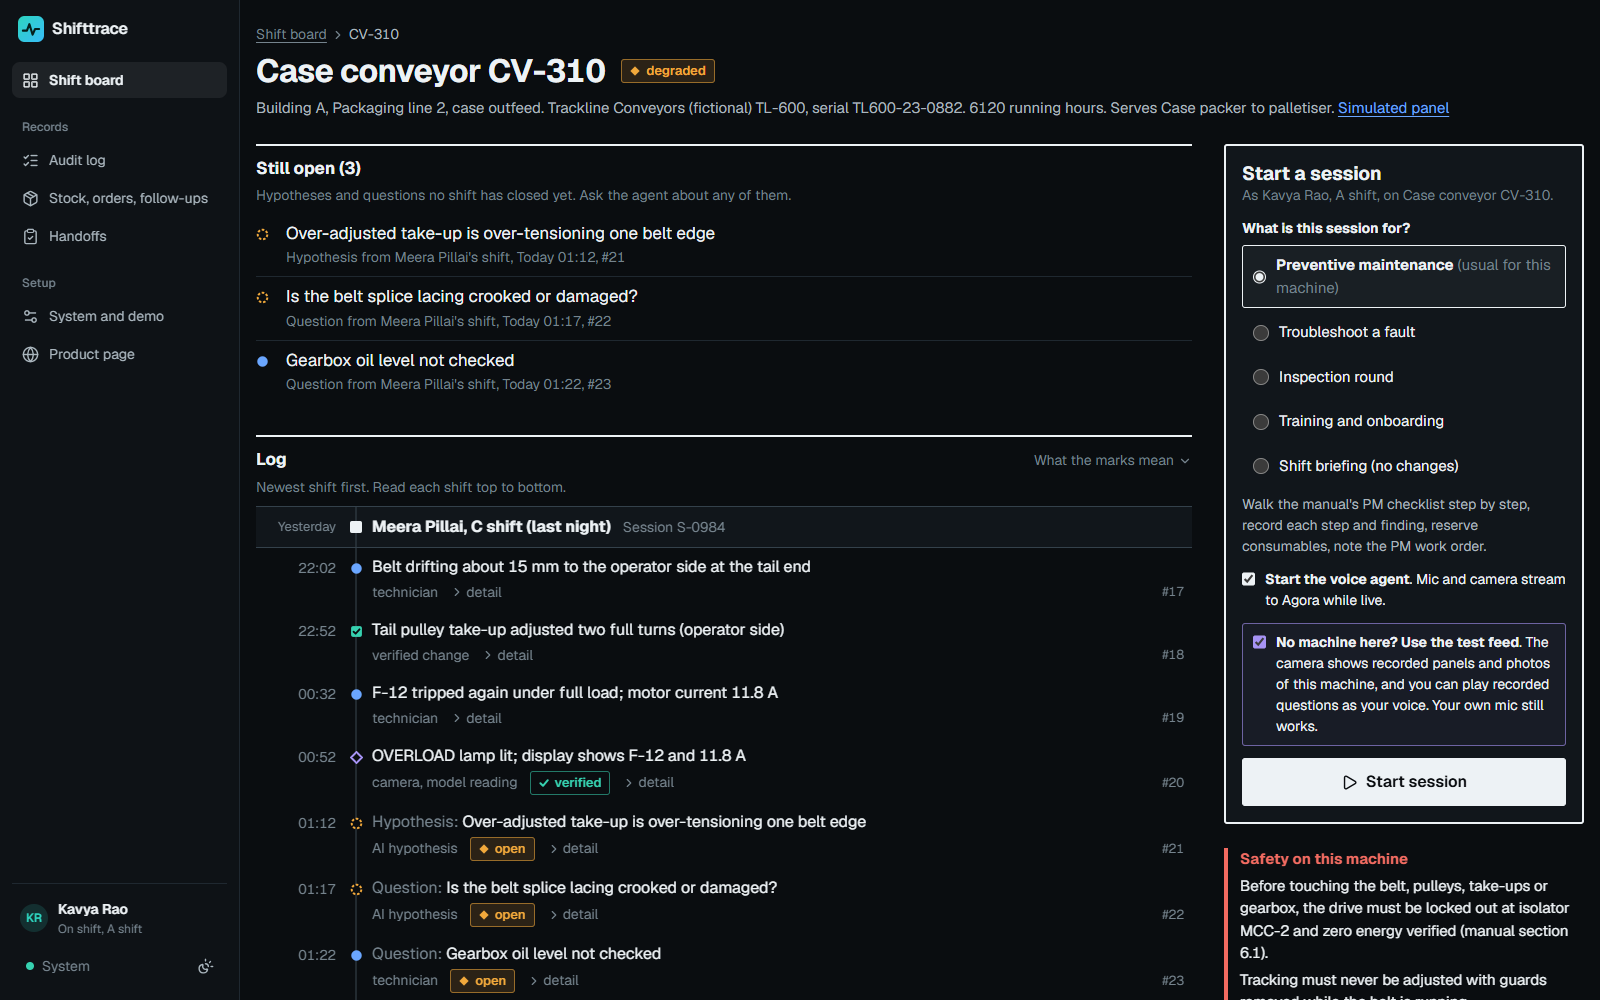 Shifttrace
Shift board
Records
Audit log
Stock, orders, follow-ups
Handoffs
Setup
System and demo
Product page
KR
Kavya Rao
On shift, A shift
System
Shift board > CV-310
Case conveyor CV-310
degraded
Building A, Packaging line 2, case outfeed. Trackline Conveyors (fictional) TL-600, serial TL600-23-0882. 6120 running hours. Serves Case packer to palletiser. Simulated panel
Still open (3)
Hypotheses and questions no shift has closed yet. Ask the agent about any of them.
Over-adjusted take-up is over-tensioning one belt edge
Hypothesis from Meera Pillai's shift, Today 01:12, #21
Is the belt splice lacing crooked or damaged?
Question from Meera Pillai's shift, Today 01:17, #22
Gearbox oil level not checked
Question from Meera Pillai's shift, Today 01:22, #23
Log
What the marks mean
Newest shift first. Read each shift top to bottom.
Yesterday Meera Pillai, C shift (last night) Session S-0984
22:02 Belt drifting about 15 mm to the operator side at the tail end
technician > detail #17
22:52 Tail pulley take-up adjusted two full turns (operator side)
verified change > detail #18
00:32 F-12 tripped again under full load; motor current 11.8 A
technician > detail #19
00:52 OVERLOAD lamp lit; display shows F-12 and 11.8 A
camera, model reading verified > detail #20
01:12 Hypothesis: Over-adjusted take-up is over-tensioning one belt edge
AI hypothesis open > detail #21
01:17 Question: Is the belt splice lacing crooked or damaged?
AI hypothesis open > detail #22
01:22 Question: Gearbox oil level not checked
technician open > detail #23
Start a session
As Kavya Rao, A shift, on Case conveyor CV-310.
What is this session for?
Preventive maintenance (usual for this
machine)
Troubleshoot a fault
Inspection round
Training and onboarding
Shift briefing (no changes)
Walk the manual's PM checklist step by step,
record each step and finding, reserve
consumables, note the PM work order.
Start the voice agent. Mic and camera stream
to Agora while live.
No machine here? Use the test feed. The
camera shows recorded panels and photos
of this machine, and you can play recorded
questions as your voice. Your own mic still
works.
Start session
Safety on this machine
Before touching the belt, pulleys, take-ups or
gearbox, the drive must be locked out at isolator
MCC-2 and zero energy verified (manual section
6.1).
Tracking must never be adjusted with guards
removed while the belt is running.